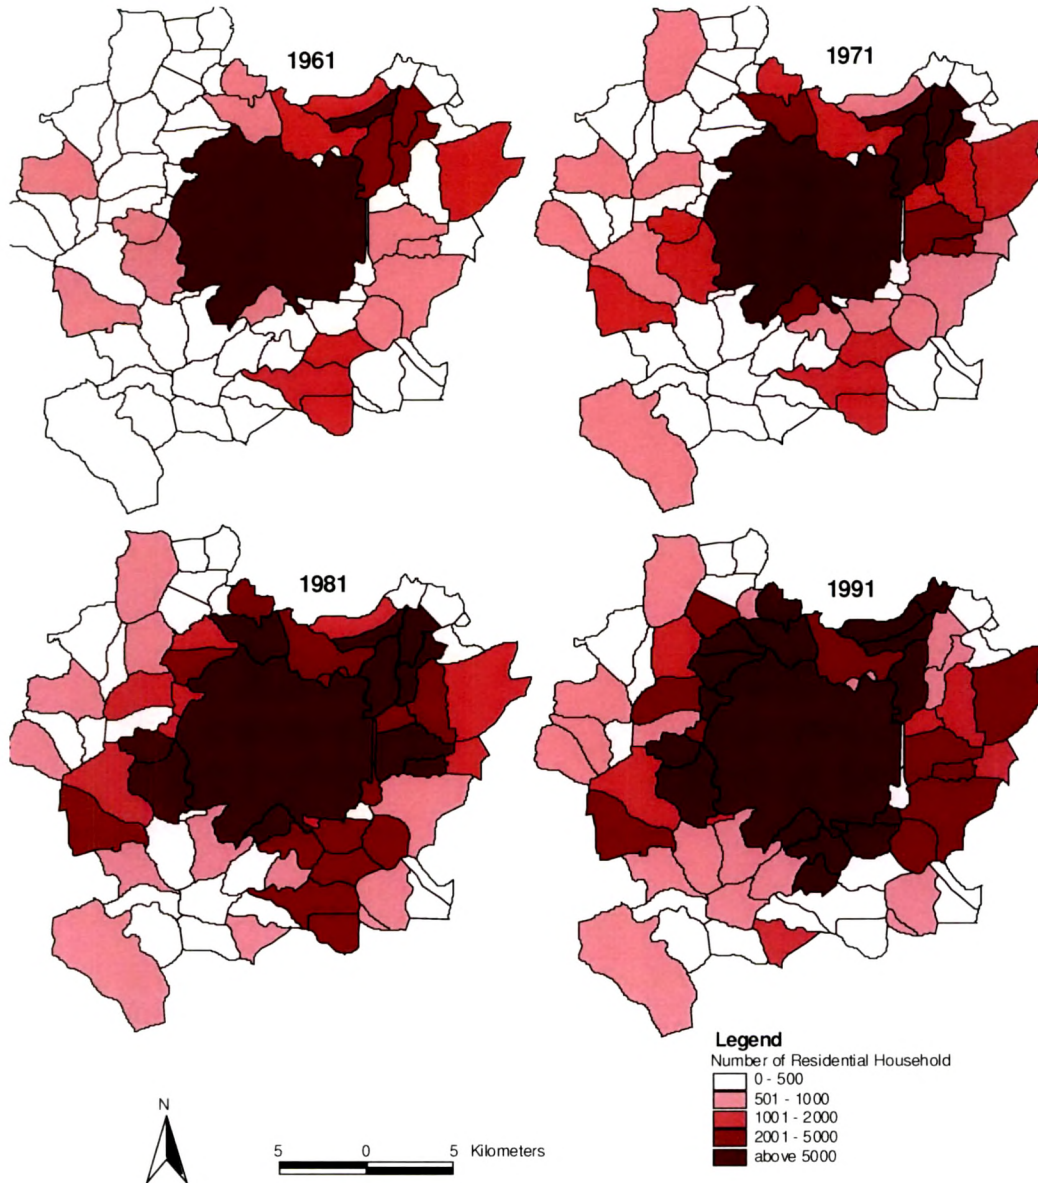 1961
1971
1981
1991
Legend
Number of Residential Household
0 - 500
501 - 1000
1001 - 2000
2001 - 5000
above 5000
N
5 0 5 Kilometers